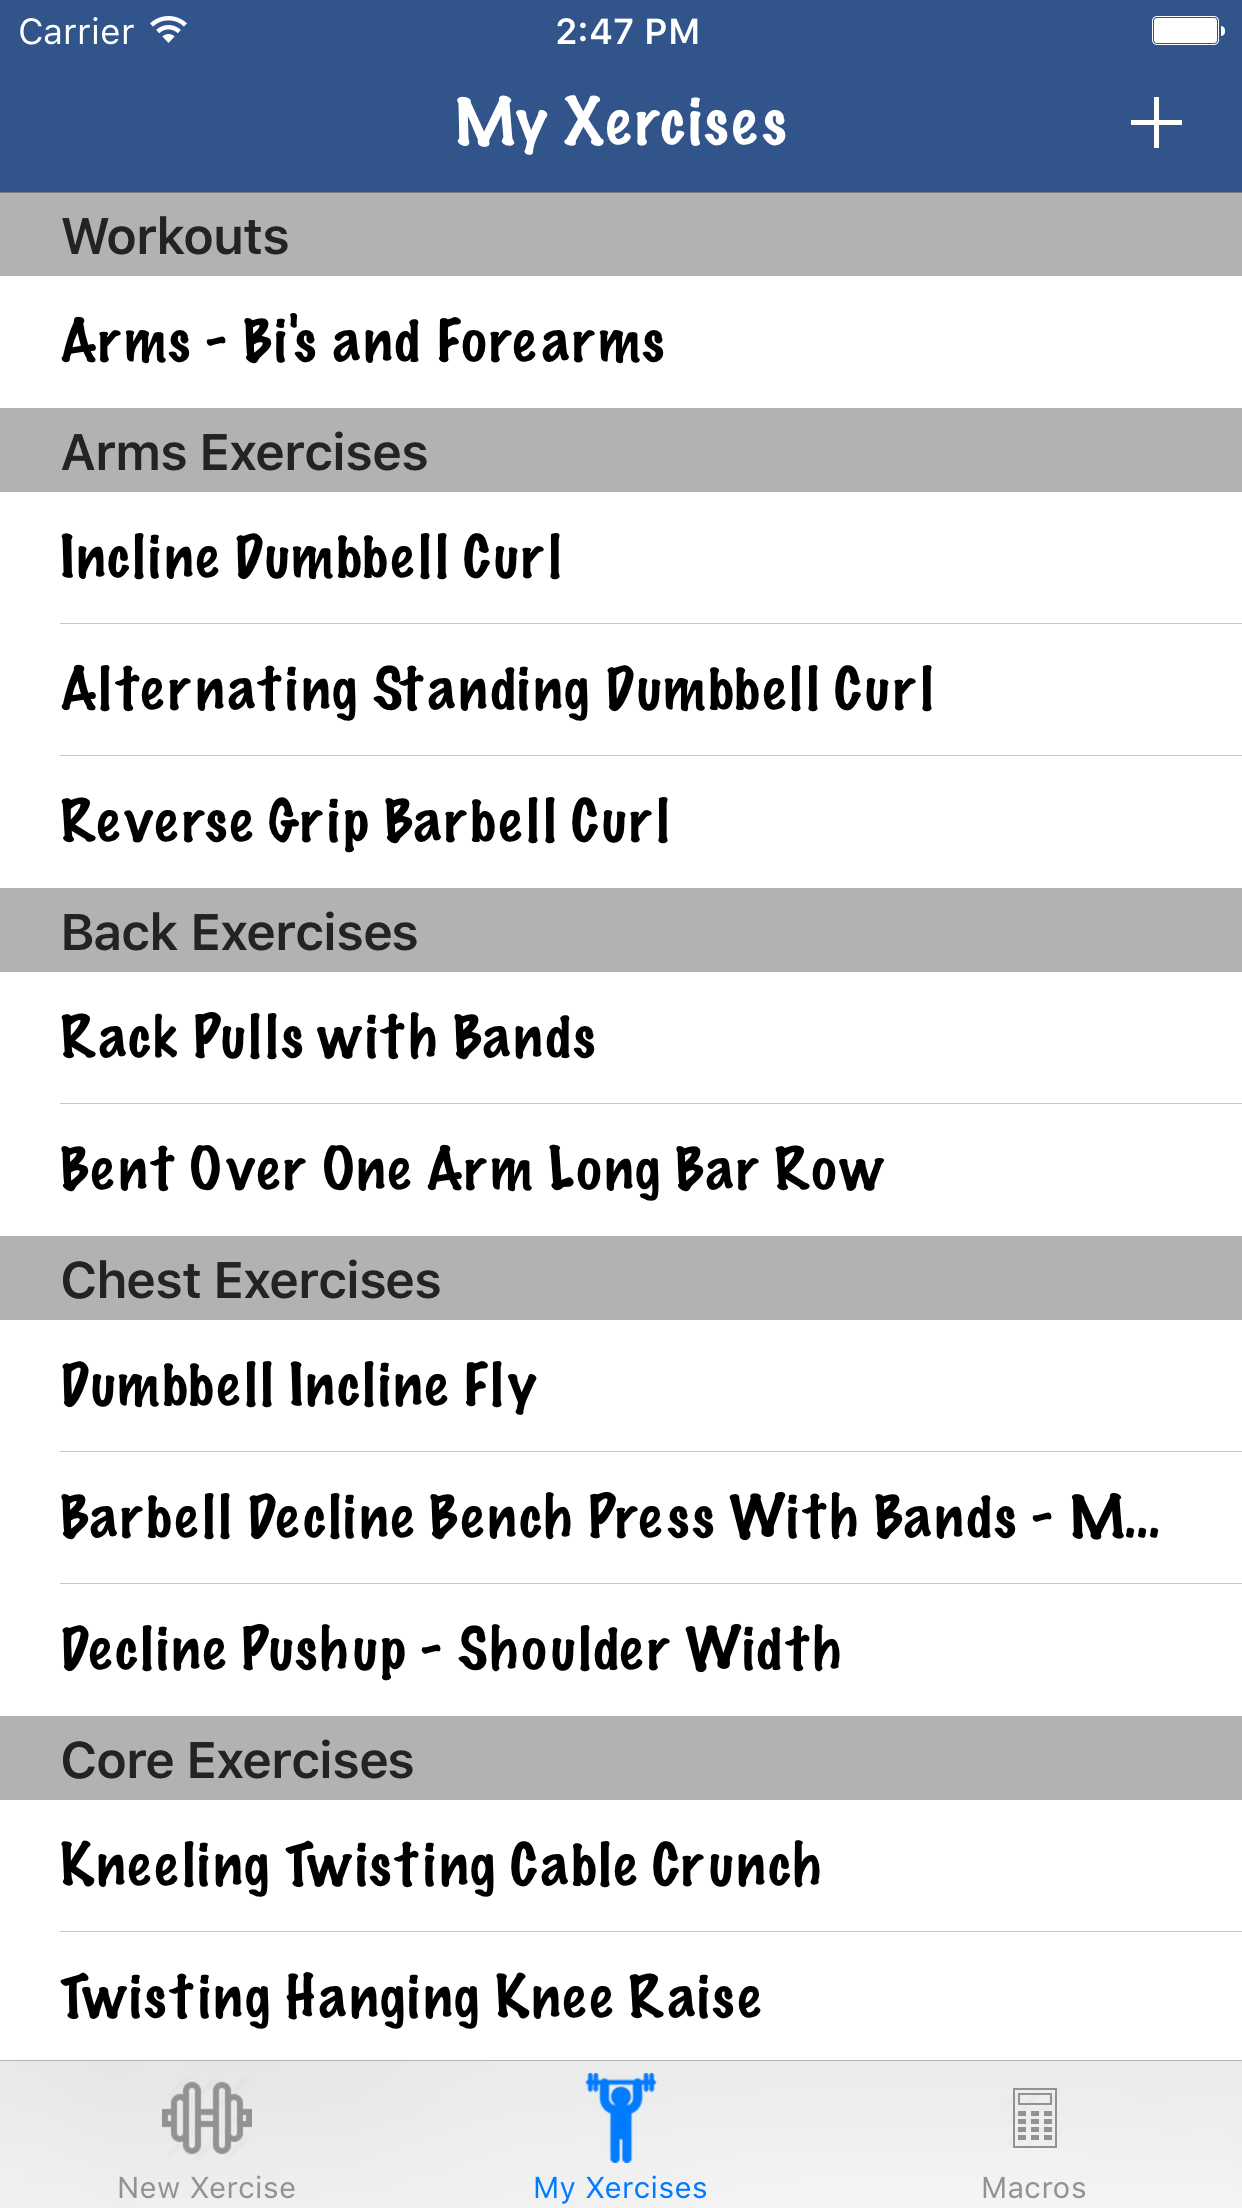 Carrier 2:47 PM
My Xercises
Workouts
Arms - Bi's and Forearms
Arms Exercises
Incline Dumbbell Curl
Alternating Standing Dumbbell Curl
Reverse Grip Barbell Curl
Back Exercises
Rack Pulls with Bands
Bent Over One Arm Long Bar Row
Chest Exercises
Dumbbell Incline Fly
Barbell Decline Bench Press With Bands - M...
Decline Pushup - Shoulder Width
Core Exercises
Kneeling Twisting Cable Crunch
Twisting Hanging Knee Raise
New Xercise My Xercises Macros